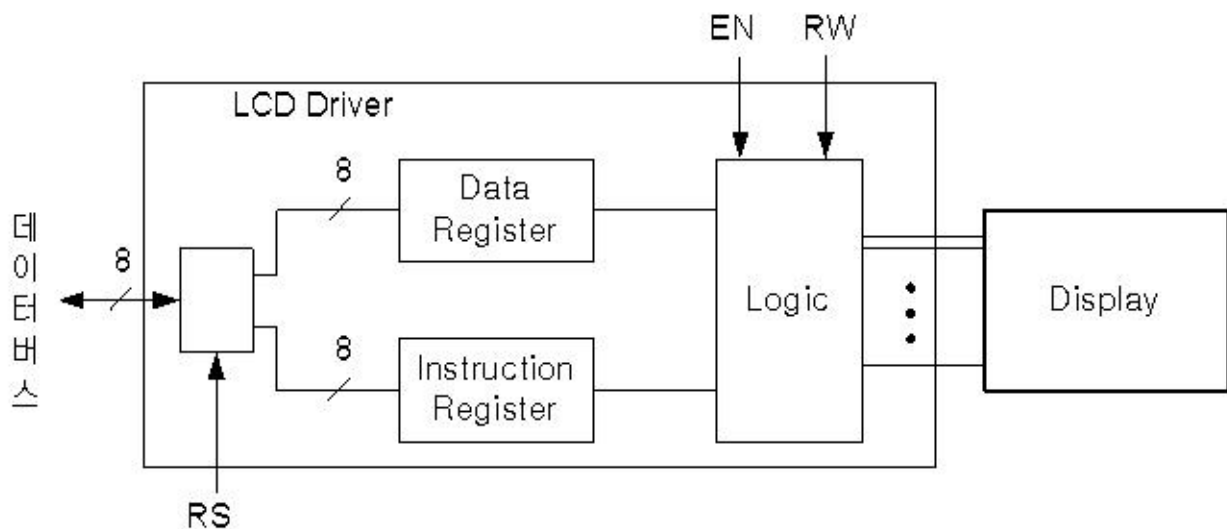 EN RW
LCD Driver
8
Data
Register
데이터버스
8
Logic
Display
8
Instruction
Register
RS